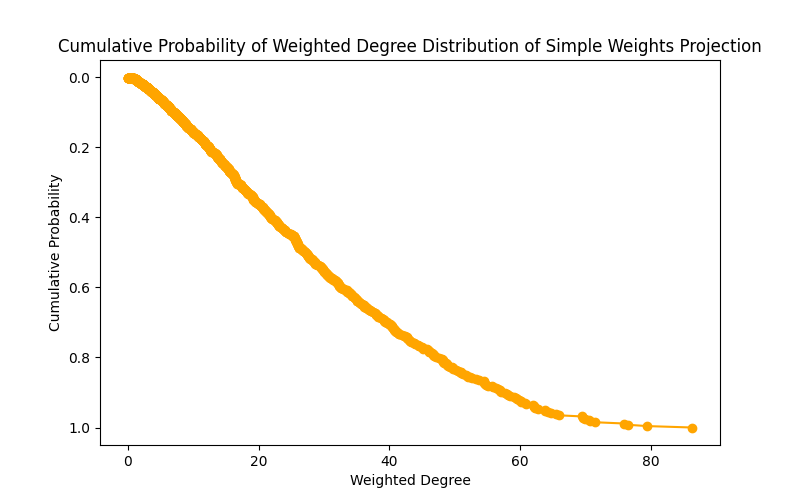 Cumulative Probability of Weighted Degree Distribution of Simple Weights Projection
0.0
0.2
0.4
0.6
0.8
1.0
Cumulative Probability
0 20 40 60 80
Weighted Degree